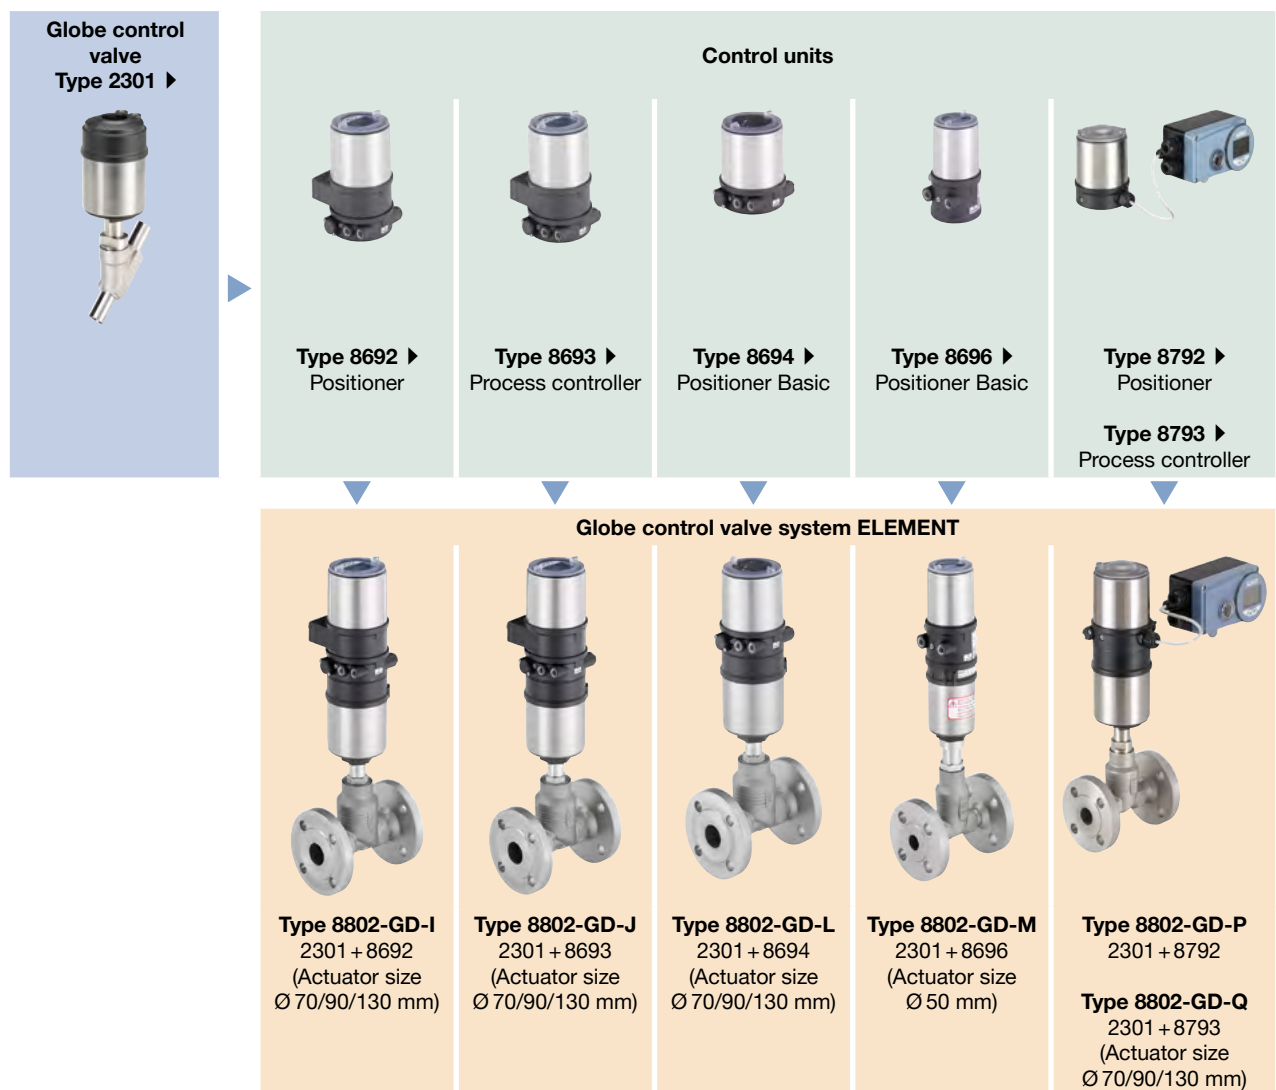 Globe control
valve
Type 2301
Control units
Type 8692
Positioner
Type 8693
Process controller
Type 8694
Positioner Basic
Type 8696
Positioner Basic
Type 8792
Positioner
Type 8793
Process controller
Globe control valve system ELEMENT
Type 8802-GD-I
2301 + 8692
(Actuator size
Ø 70/90/130 mm)
Type 8802-GD-J
2301 + 8693
(Actuator size
Ø 70/90/130 mm)
Type 8802-GD-L
2301 + 8694
(Actuator size
Ø 70/90/130 mm)
Type 8802-GD-M
2301 + 8696
(Actuator size
Ø 50 mm)
Type 8802-GD-P
2301 + 8792
Type 8802-GD-Q
2301 + 8793
(Actuator size
Ø 70/90/130 mm)